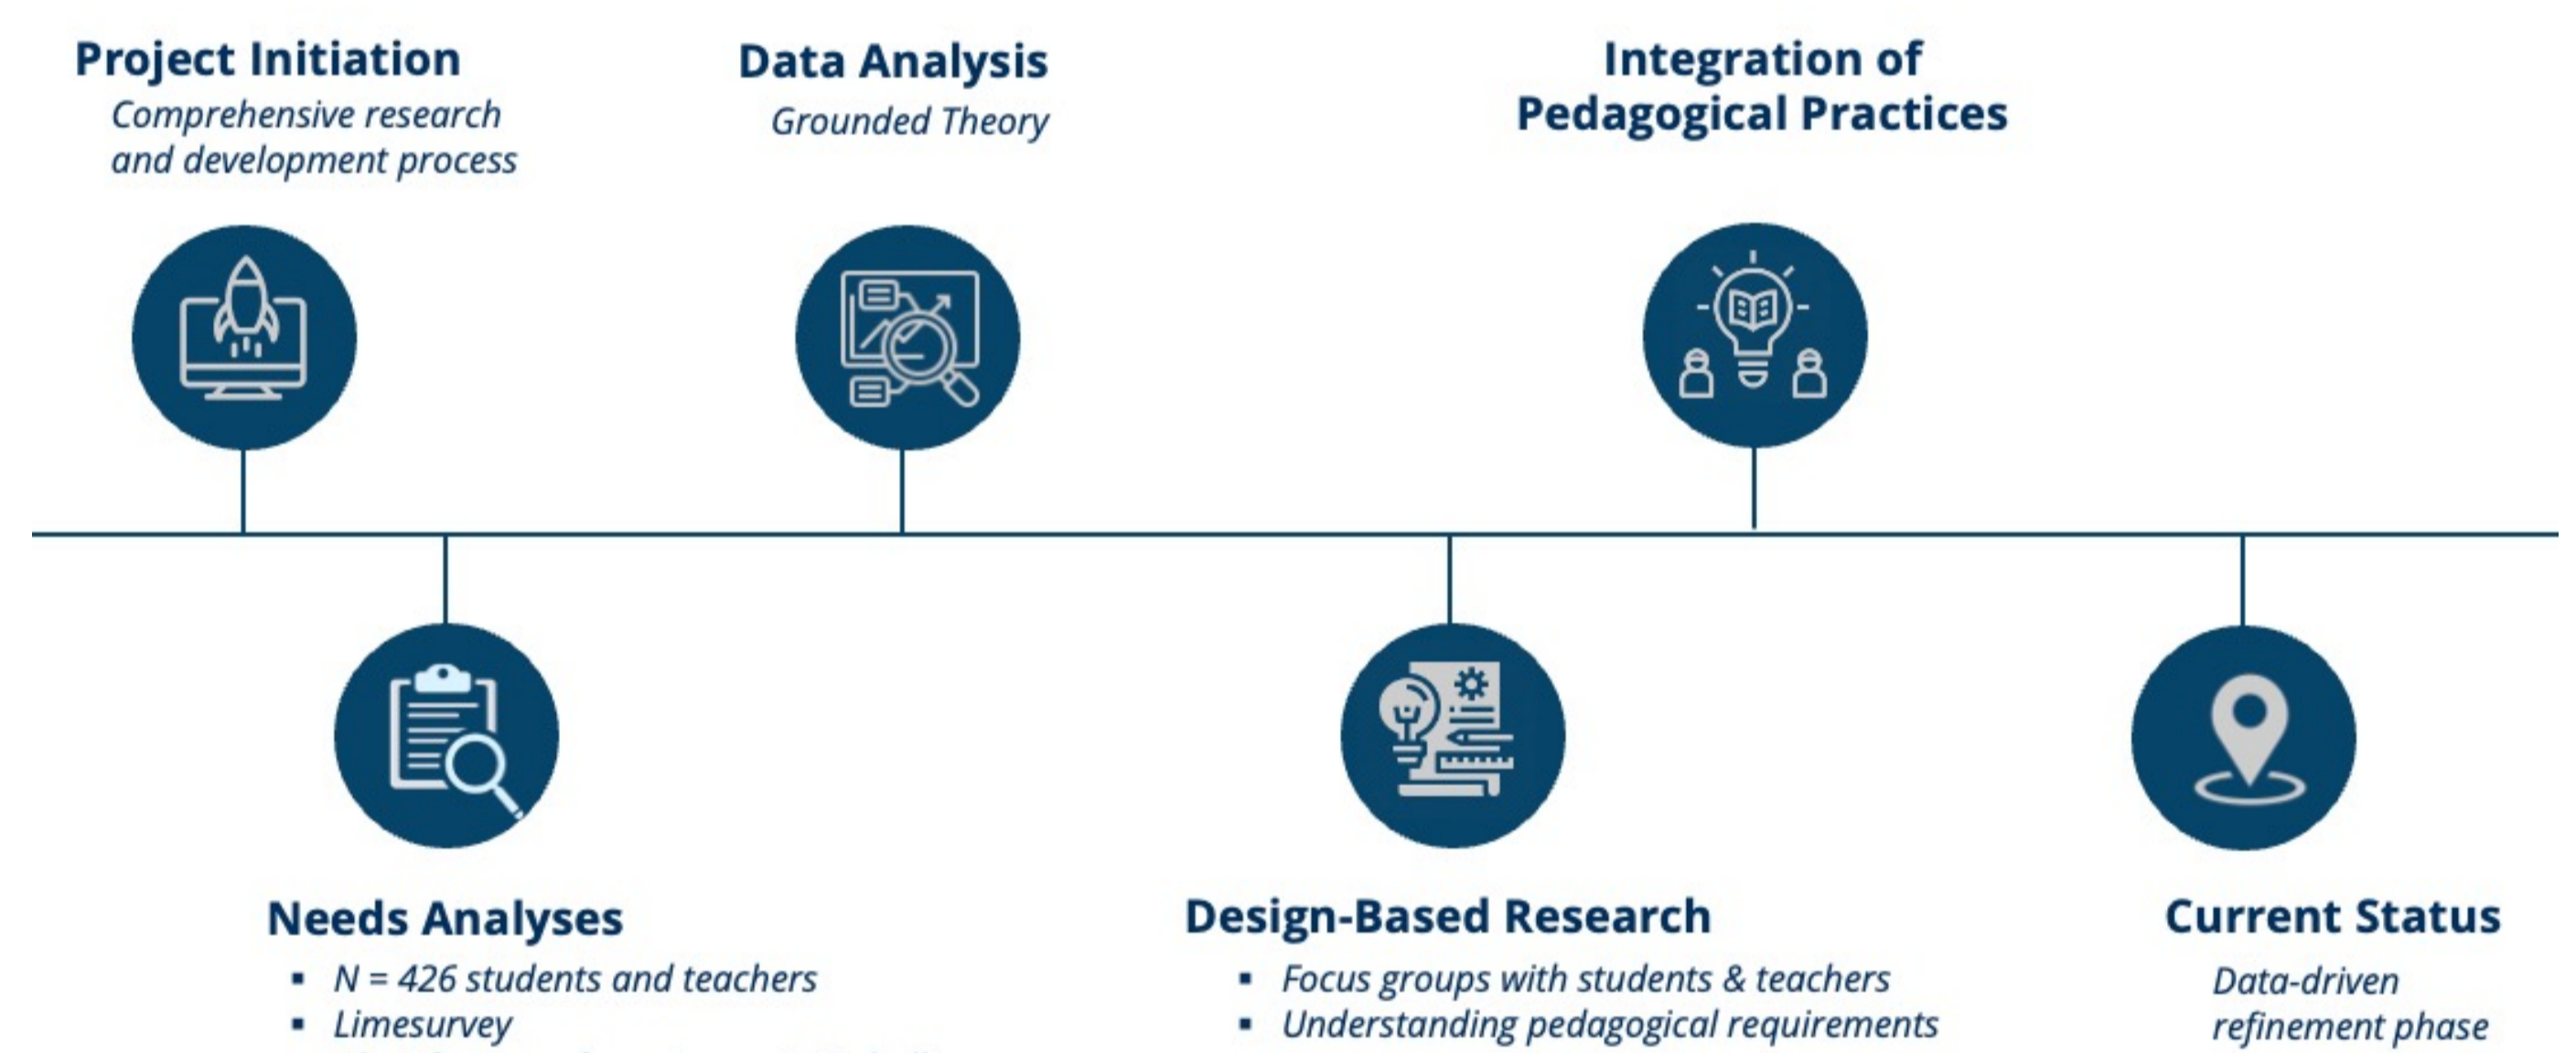 Project Initiation
Comprehensive research
and development process
Data Analysis
Grounded Theory
Integration of
Pedagogical Practices
Needs Analyses
▪ N = 426 students and teachers
▪ Limesurvey
Design-Based Research
▪ Focus groups with students & teachers
▪ Understanding pedagogical requirements
Current Status
Data-driven
refinement phase